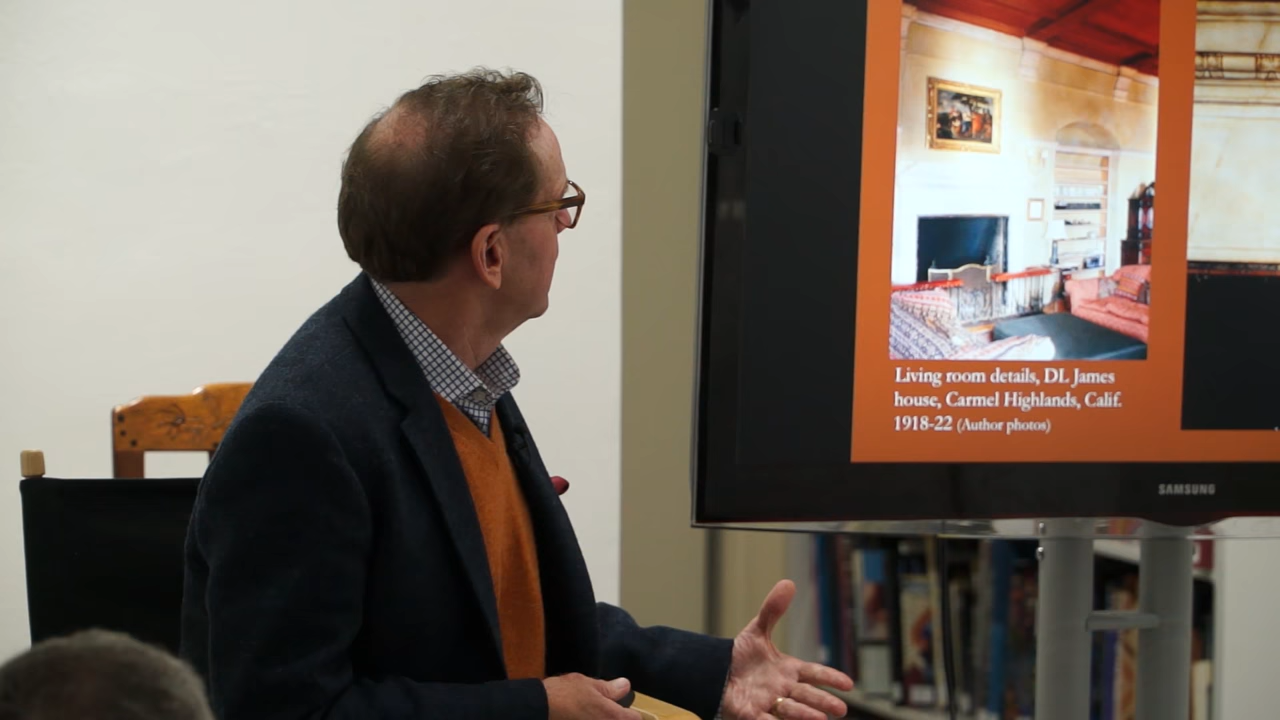 Living room details, DL James
house, Carmel Highlands, Calif.
1918-22 (Author photos)
SAMSUNG